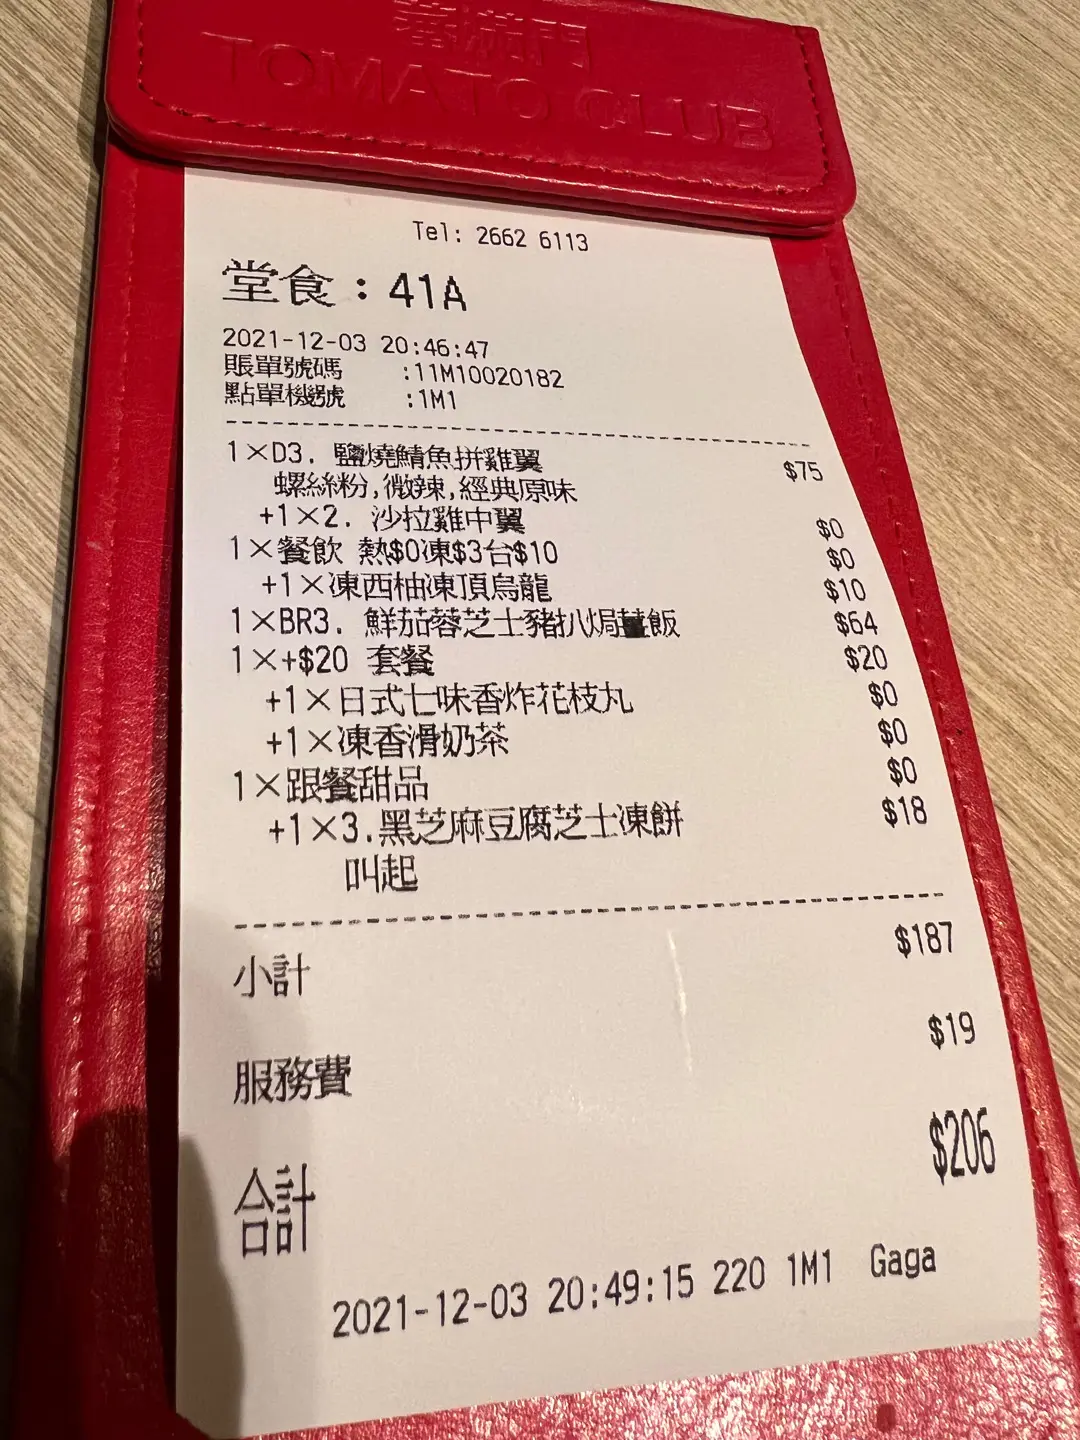 蕃茄門
TOMATO CLUB
Tel: 2662 6113
堂食：41A
2021-12-03 20:46:47
賬單號碼 :11M10020182
點單機號 :1M1
1×D3. 鹽燒鯖魚拼雞翼 $75
螺絲粉,微辣,經典原味
+1×2. 沙拉雞中翼 $0
1×餐飲 熱$0凍$3台$10 $0
+1×凍西柚凍頂烏龍 $10
1×BR3. 鮮茄蓉芝士豬扒焗薑飯 $64
1×+$20 套餐 $20
+1×日式七味香炸花枝丸 $0
+1×凍香滑奶茶 $0
1×跟餐甜品 $0
+1×3.黑芝麻豆腐芝士凍餅 $18
叫起
小計 $187
服務費 $19
合計 $206
2021-12-03 20:49:15 220 1M1 Gaga